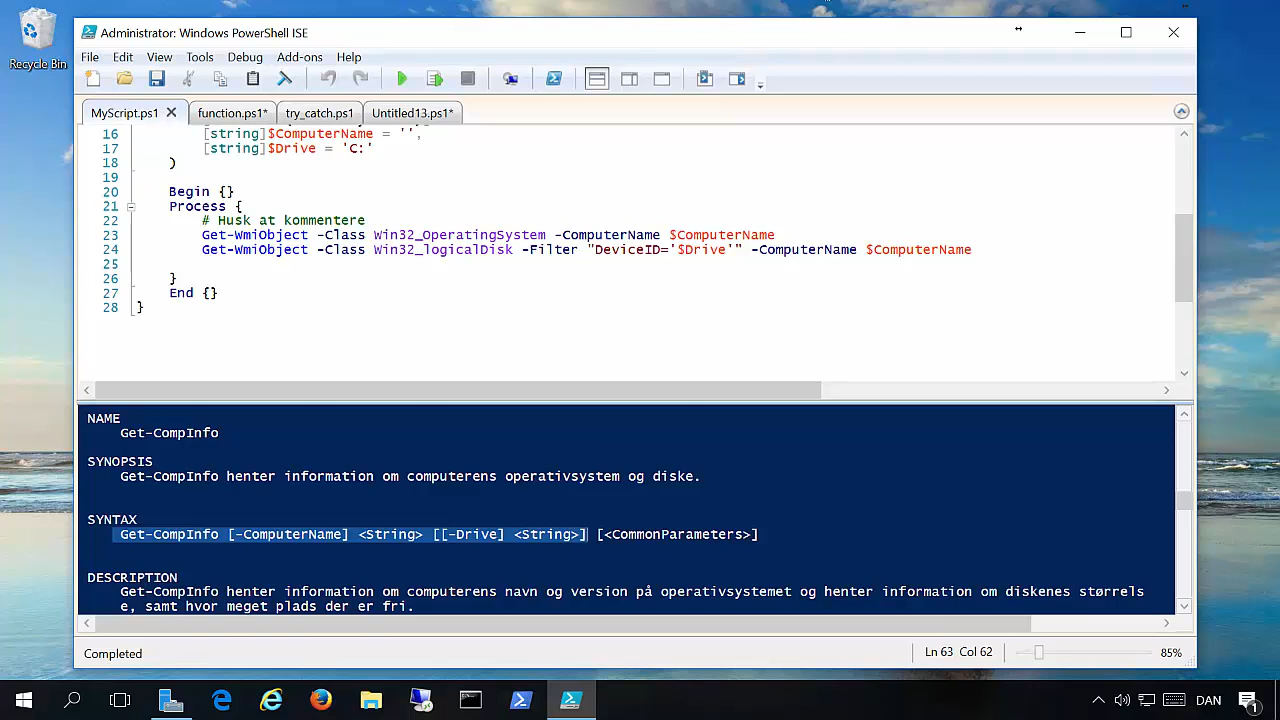 Recycle Bin
Administrator: Windows PowerShell ISE
File Edit View Tools Debug Add-ons Help
MyScript.ps1 function.ps1* try_catch.ps1 Untitled13.ps1*
16 [string]$ComputerName = '',
17 [string]$Drive = 'C:'
18 )
19
20 Begin {}
21 Process {
22 # Husk at kommentere
23 Get-WmiObject -Class Win32_OperatingSystem -ComputerName $ComputerName
24 Get-WmiObject -Class Win32_logicalDisk -Filter "DeviceID='$Drive'" -ComputerName $ComputerName
25
26 }
27 End {}
28 }
NAME
Get-CompInfo
SYNOPSIS
Get-CompInfo henter information om computerens operativsystem og diske.
SYNTAX
Get-CompInfo [-ComputerName] <String> [[-Drive] <String>] [<CommonParameters>]
DESCRIPTION
Get-CompInfo henter information om computerens navn og version på operativsystemet og henter information om diskenes størrels
e, samt hvor meget plads der er fri.
Completed Ln 63 Col 62 85%
DAN 1